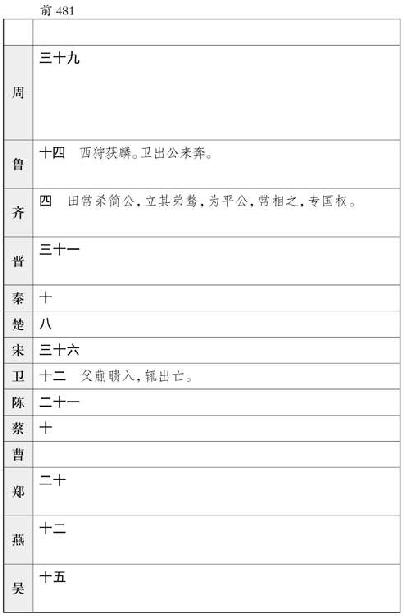 前 481
周 三十九
鲁 十四 西狩获麟。卫出公来奔。
齐 四 田常杀简公，立其弟骜，为平公，常相之，专国权。
晋 三十一
秦 十
楚 八
宋 三十六
卫 十二 父蒯聩入，辄出亡。
陈 二十一
蔡 十
曹
郑 二十
燕 十二
吴 十五